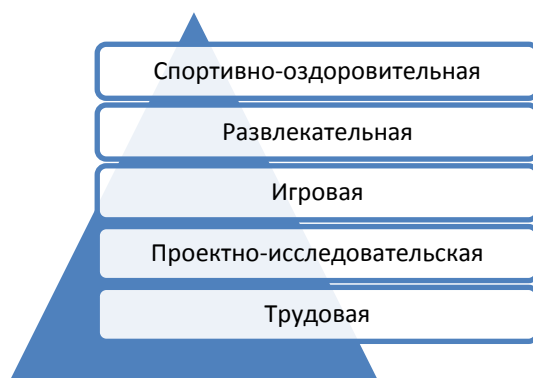 Спортивно-оздоровительная
Развлекательная
Игровая
Проектно-исследовательская
Трудовая